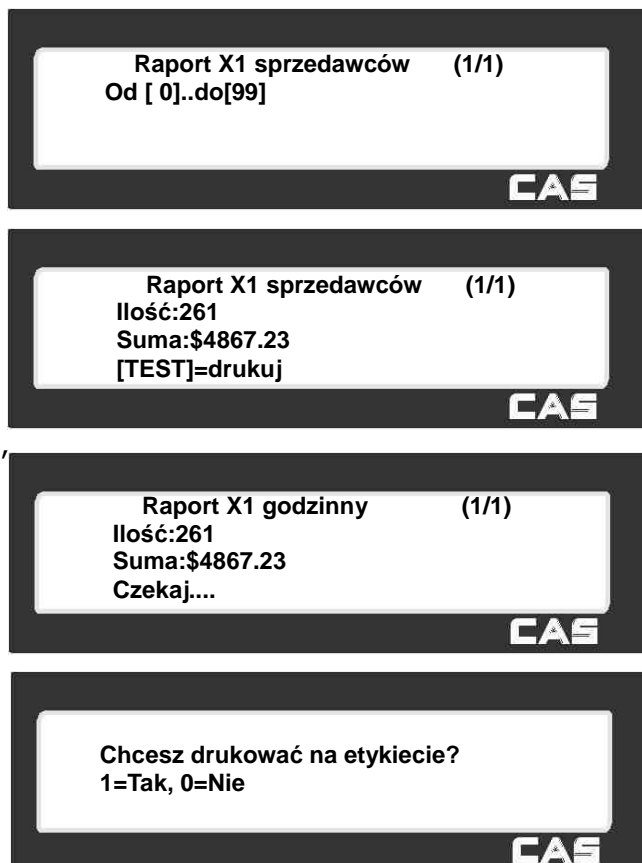 Raport X1 sprzedawców (1/1)
Od [ 0]..do[99]
CAS
Raport X1 sprzedawców (1/1)
Ilość:261
Suma:$4867.23
[TEST]=drukuj
CAS
,
Raport X1 godzinny (1/1)
Ilość:261
Suma:$4867.23
Czekaj....
CAS
Chcesz drukować na etykiecie?
1=Tak, 0=Nie
CAS